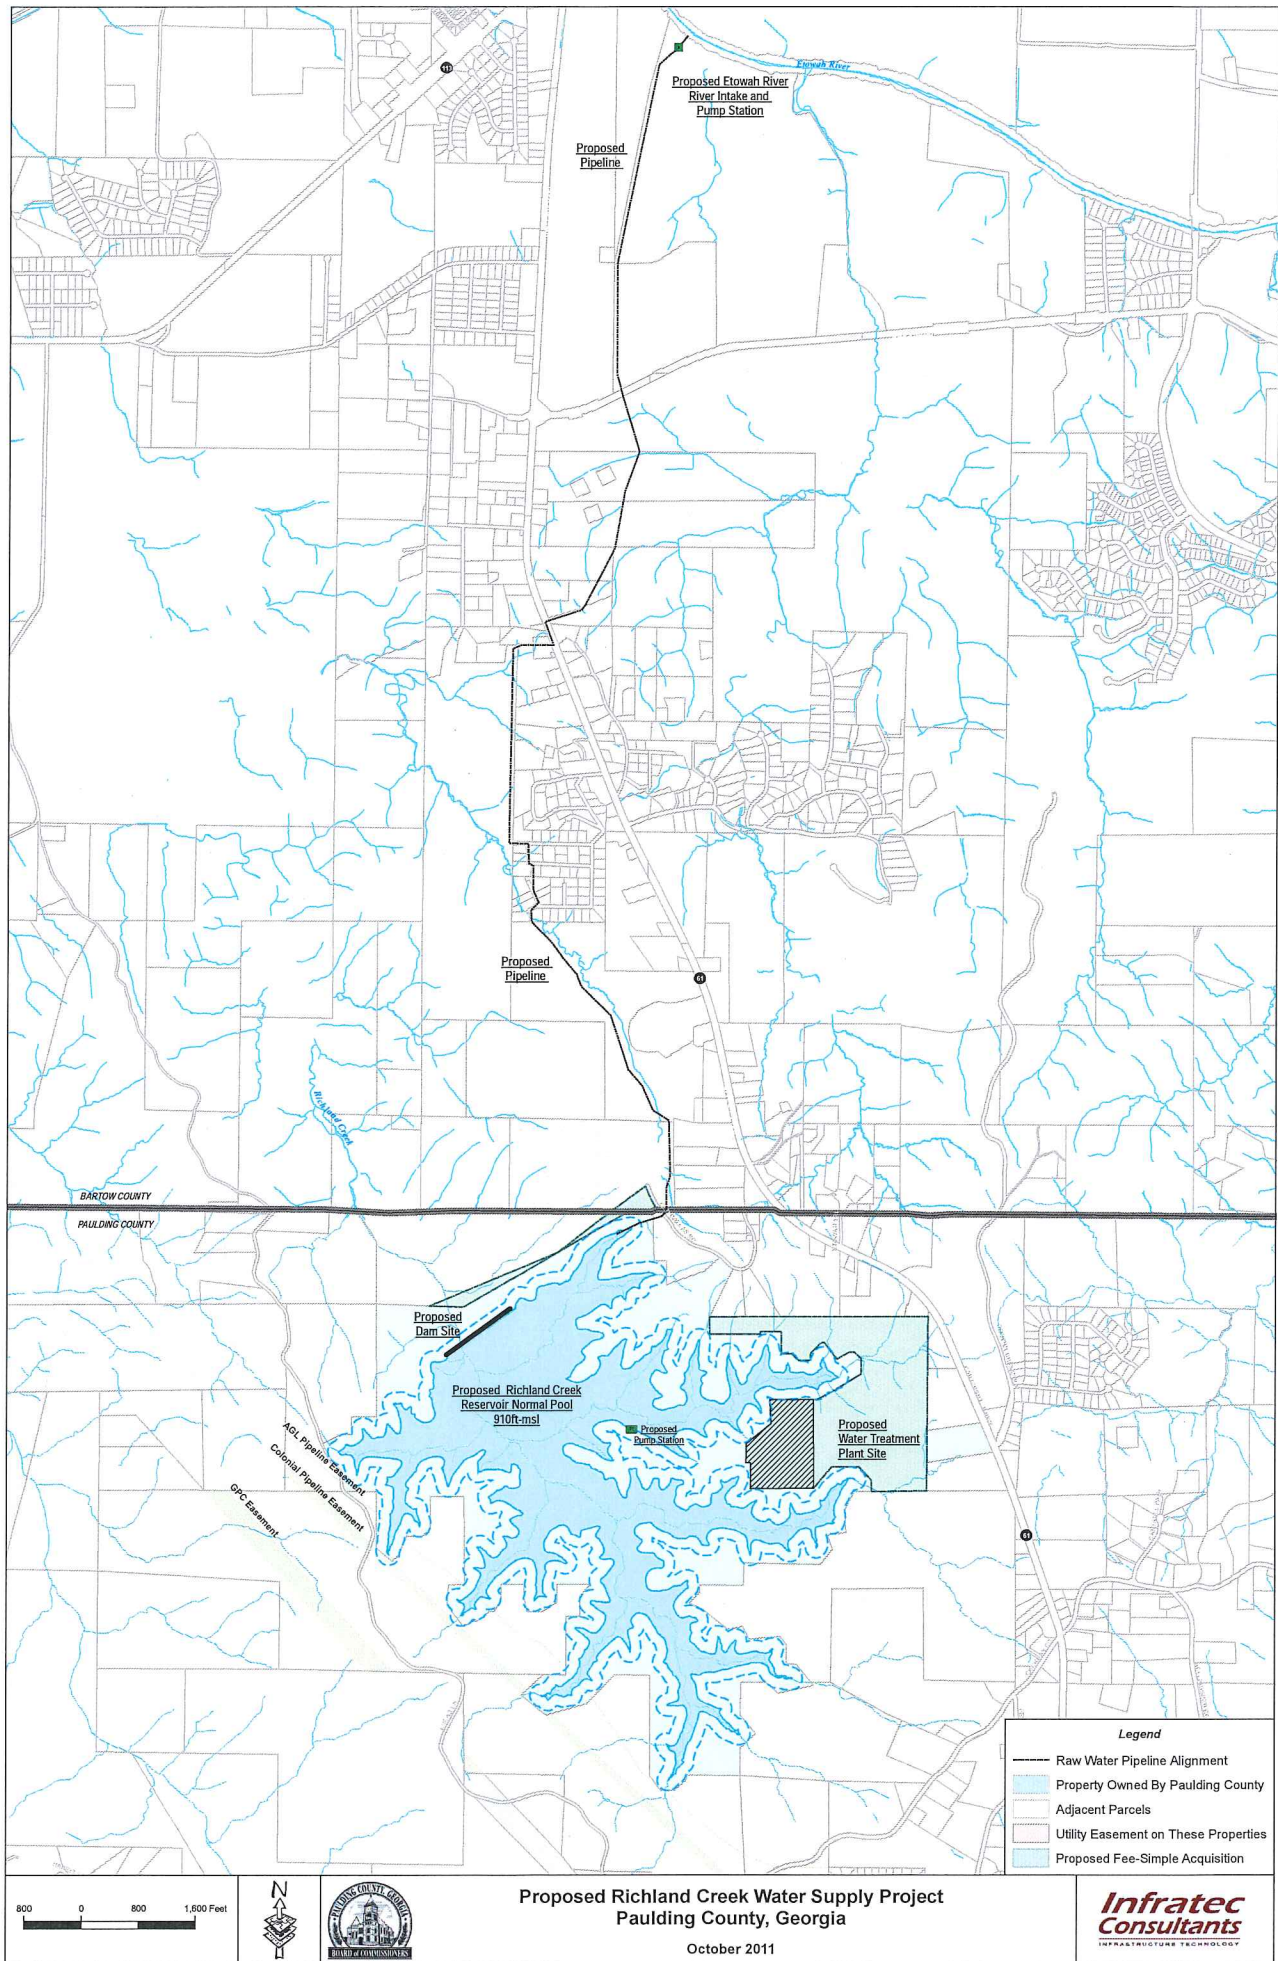 113
Etowah River
Proposed Etowah River
River Intake and
Pump Station
Proposed
Pipeline
Proposed
Pipeline
61
Richland Creek
BARTOW COUNTY
PAULDING COUNTY
Proposed
Dam Site
Proposed Richland Creek
Reservoir Normal Pool
910ft-msl
Proposed
Pump Station
Proposed
Water Treatment
Plant Site
AGL Pipeline Easement
Colonial Pipeline Easement
GPC Easement
61
Legend
Raw Water Pipeline Alignment
Property Owned By Paulding County
Adjacent Parcels
Utility Easement on These Properties
Proposed Fee-Simple Acquisition
800 0 800 1,600 Feet
N
PAULDING COUNTY, GEORGIA
BOARD of COMMISSIONERS
Proposed Richland Creek Water Supply Project
Paulding County, Georgia
October 2011
Infratec
Consultants
INFRASTRUCTURE TECHNOLOGY